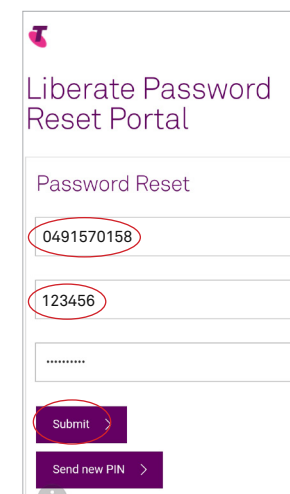 Liberate Password
Reset Portal
Password Reset
0491570158
123456
··········
Submit >
Send new PIN >